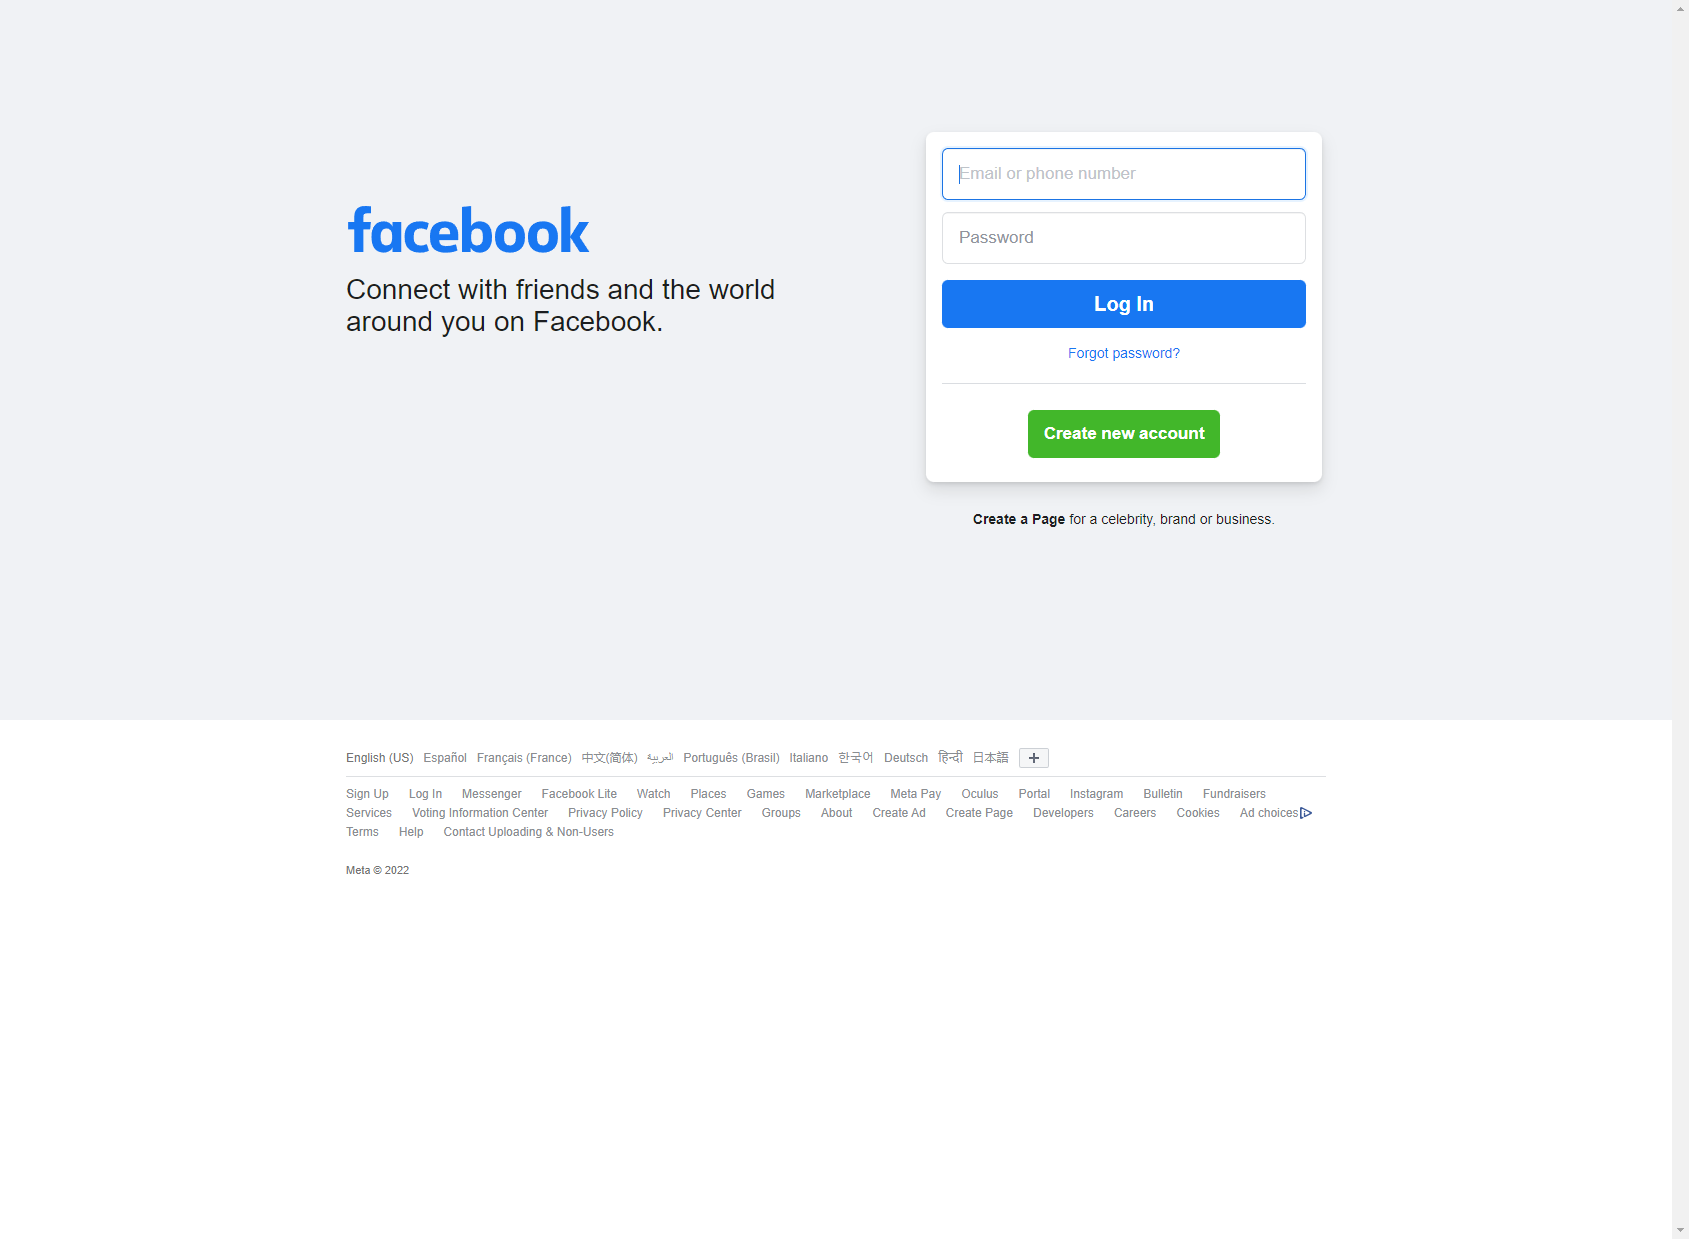 facebook
Connect with friends and the world
around you on Facebook.
Email or phone number
Password
Log In
Forgot password?
Create new account
Create a Page for a celebrity, brand or business.
English (US) Español Français (France) 中文(简体) العربية Português (Brasil) Italiano 한국어 Deutsch हिन्दी 日本語
Sign Up Log In Messenger Facebook Lite Watch Places Games Marketplace Meta Pay Oculus Portal Instagram Bulletin Fundraisers
Services Voting Information Center Privacy Policy Privacy Center Groups About Create Ad Create Page Developers Careers Cookies Ad choices
Terms Help Contact Uploading & Non-Users
Meta © 2022